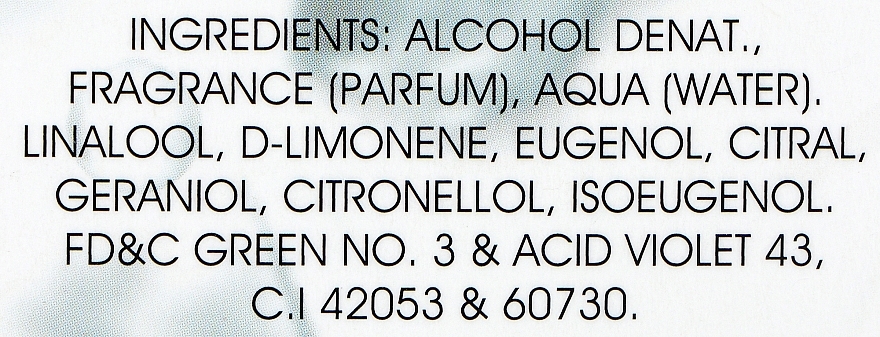 INGREDIENTS: ALCOHOL DENAT.,
FRAGRANCE (PARFUM), AQUA (WATER).
LINALOOL, D-LIMONENE, EUGENOL, CITRAL,
GERANIOL, CITRONELLOL, ISOEUGENOL.
FD&C GREEN NO. 3 & ACID VIOLET 43,
C.I 42053 & 60730.